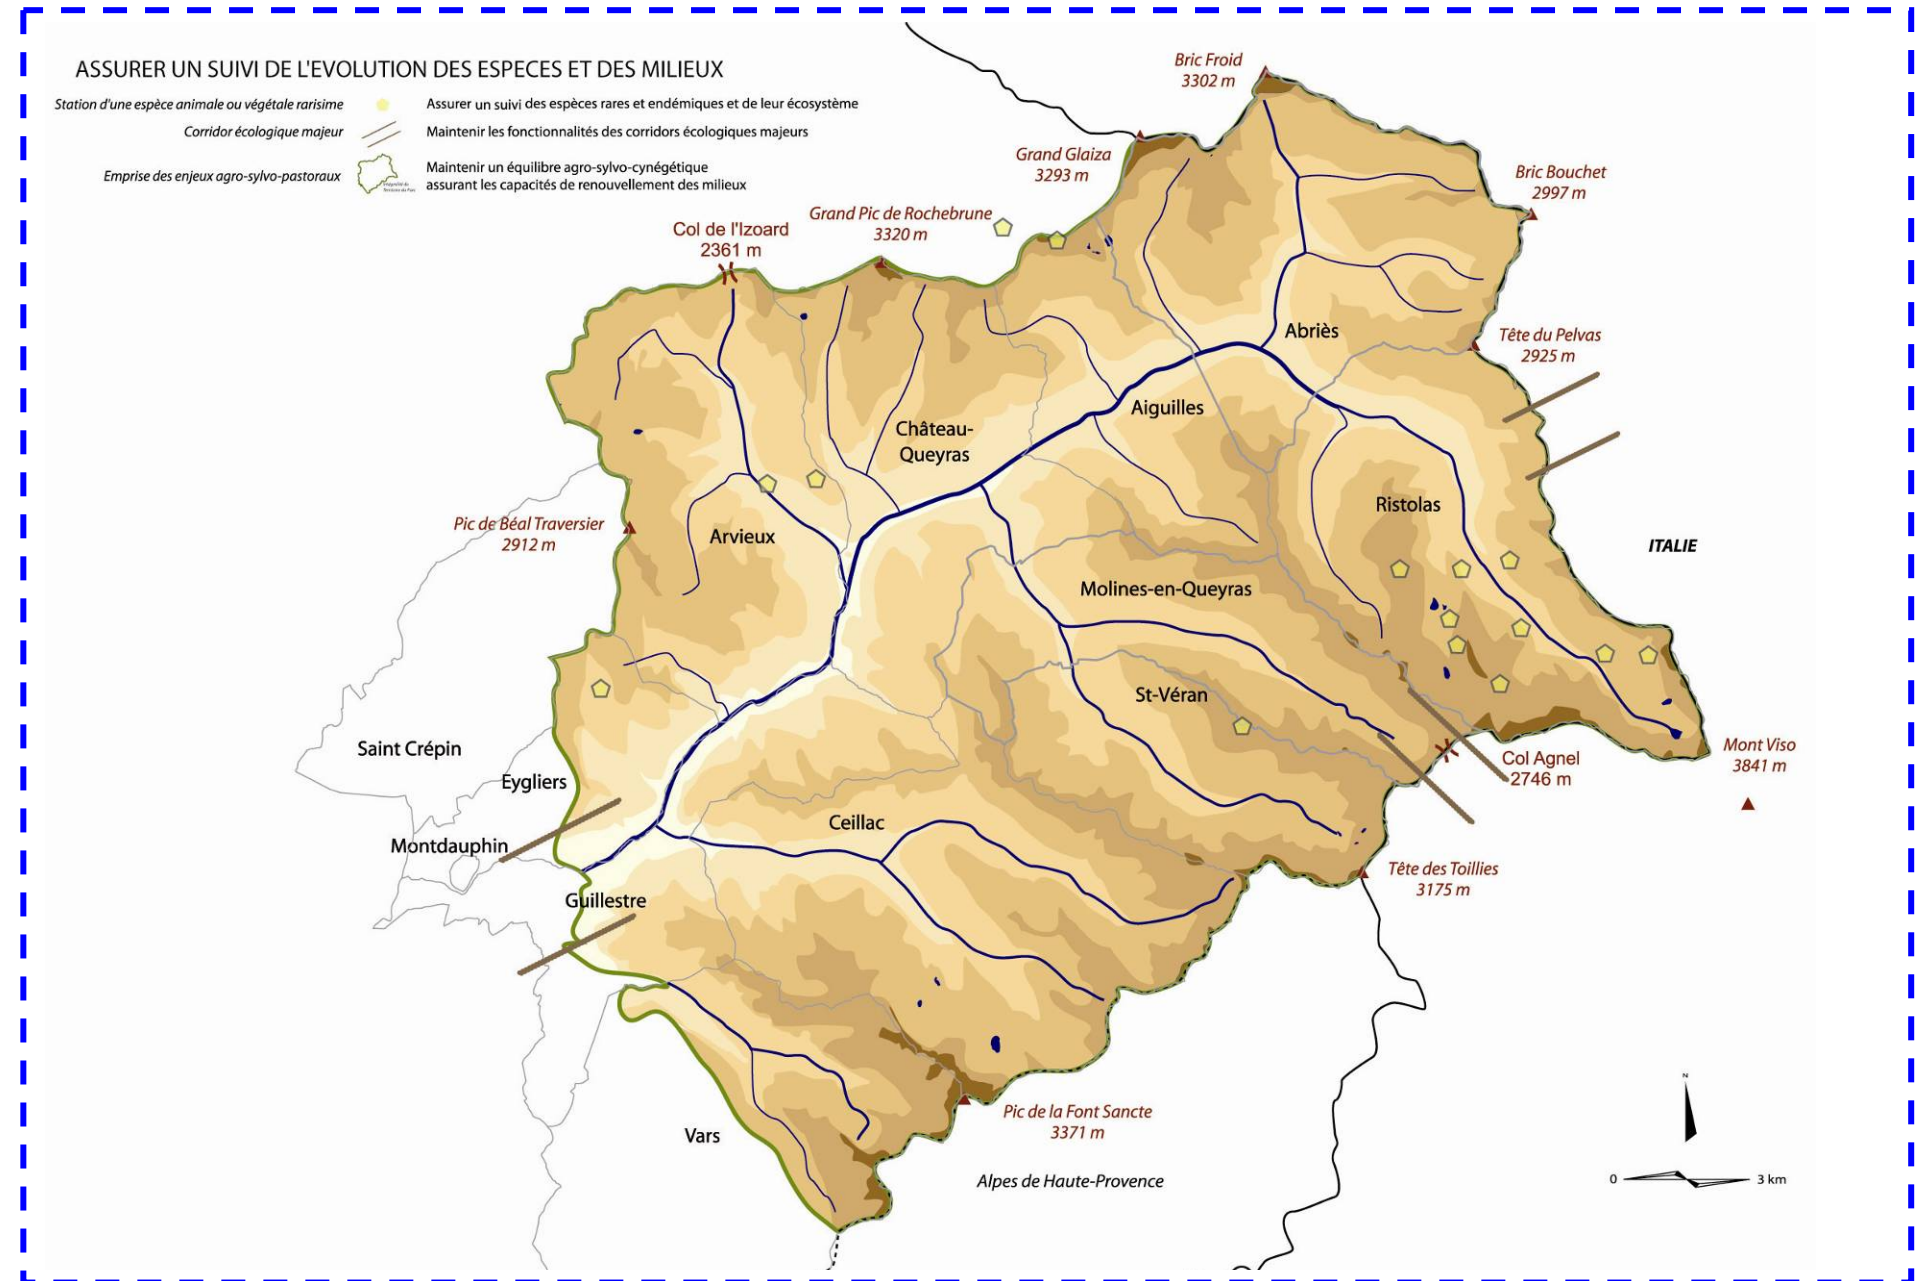 ASSURER UN SUIVI DE L'EVOLUTION DES ESPECES ET DES MILIEUX
Station d'une espèce animale ou végétale rarisime
Assurer un suivi des espèces rares et endémiques et de leur écosystème
Corridor écologique majeur
Maintenir les fonctionnalités des corridors écologiques majeurs
Emprise des enjeux agro-sylvo-pastoraux
Maintenir un équilibre agro-sylvo-cynégétique
assurant les capacités de renouvellement des milieux
Bric Froid
3302 m
Grand Glaiza
3293 m
Bric Bouchet
2997 m
Grand Pic de Rochebrune
3320 m
Col de l'Izoard
2361 m
Abriès
Tête du Pelvas
2925 m
Aiguilles
Château-
Queyras
Ristolas
Pic de Béal Traversier
2912 m
Arvieux
ITALIE
Molines-en-Queyras
St-Véran
Saint Crépin
Mont Viso
3841 m
Col Agnel
2746 m
Eygliers
Ceillac
Montdauphin
Tête des Toillies
3175 m
Guillestre
N
Pic de la Font Sancte
3371 m
Vars
Alpes de Haute-Provence
0
3 km